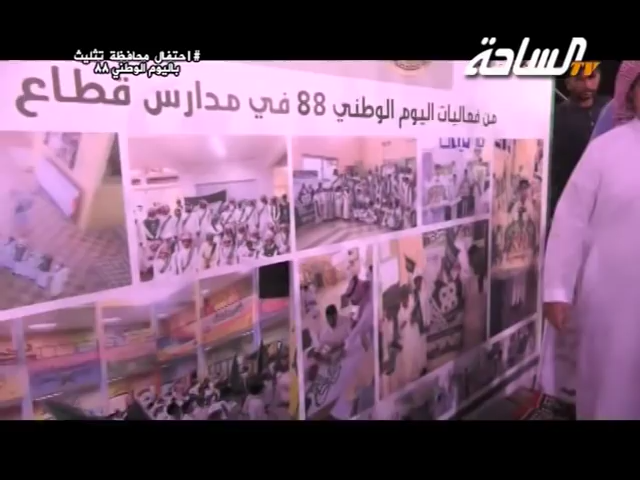 #احتفال محافظة تثليث
باليوم الوطني ٨٨
الساحة TV
من فعاليات اليوم الوطني 88 في مدارس قطاع